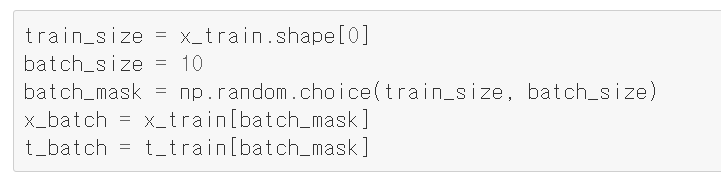 train_size = x_train.shape[0]
batch_size = 10
batch_mask = np.random.choice(train_size, batch_size)
x_batch = x_train[batch_mask]
t_batch = t_train[batch_mask]